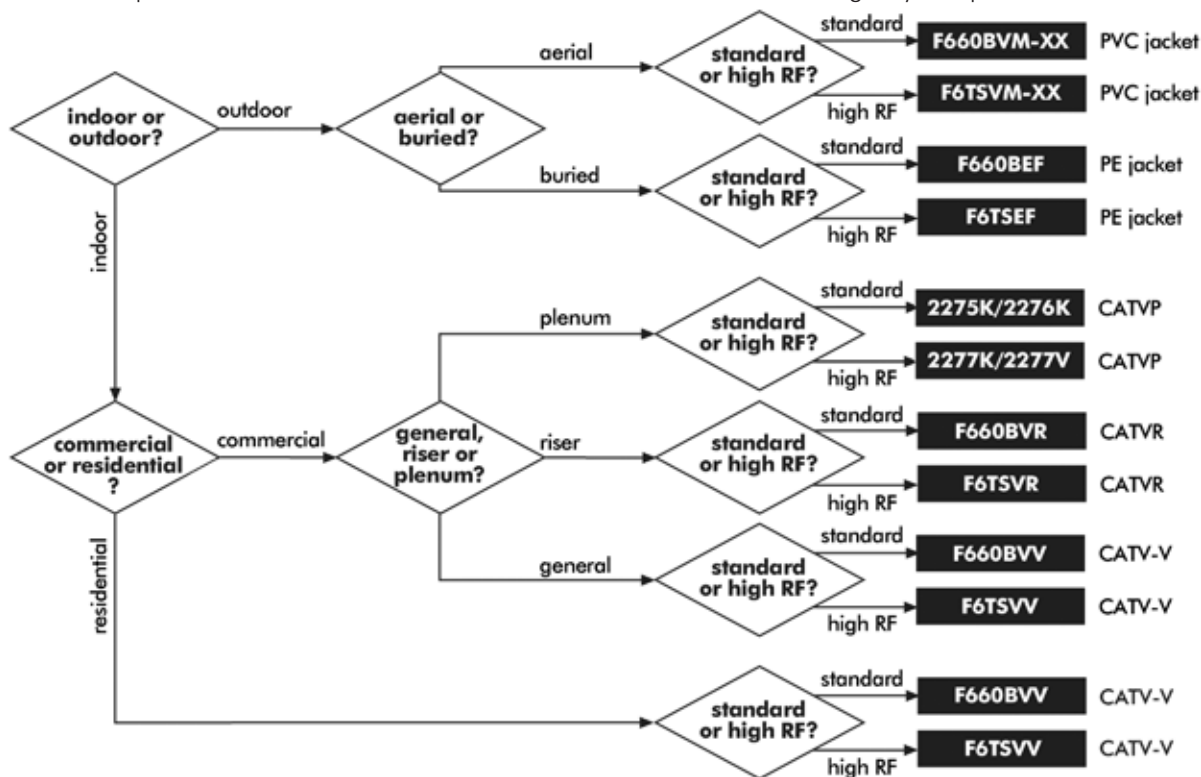 standard
F660BVM-XX PVC jacket
aerial
standard
or high RF?
F6TSVM-XX PVC jacket
high RF
indoor or
outdoor?
outdoor
aerial or
buried?
standard
F660BEF PE jacket
buried
standard
or high RF?
F6TSEF PE jacket
high RF
indoor
standard
2275K/2276K CATVP
plenum
standard
or high RF?
2277K/2277V CATVP
high RF
commercial
or residential
?
commercial
general,
riser or
plenum?
riser
standard
or high RF?
standard
F660BVR CATVR
F6TSVR CATVR
high RF
standard
F660BVV CATV-V
general
standard
or high RF?
F6TSVV CATV-V
high RF
residential
standard
F660BVV CATV-V
standard
or high RF?
F6TSVV CATV-V
high RF